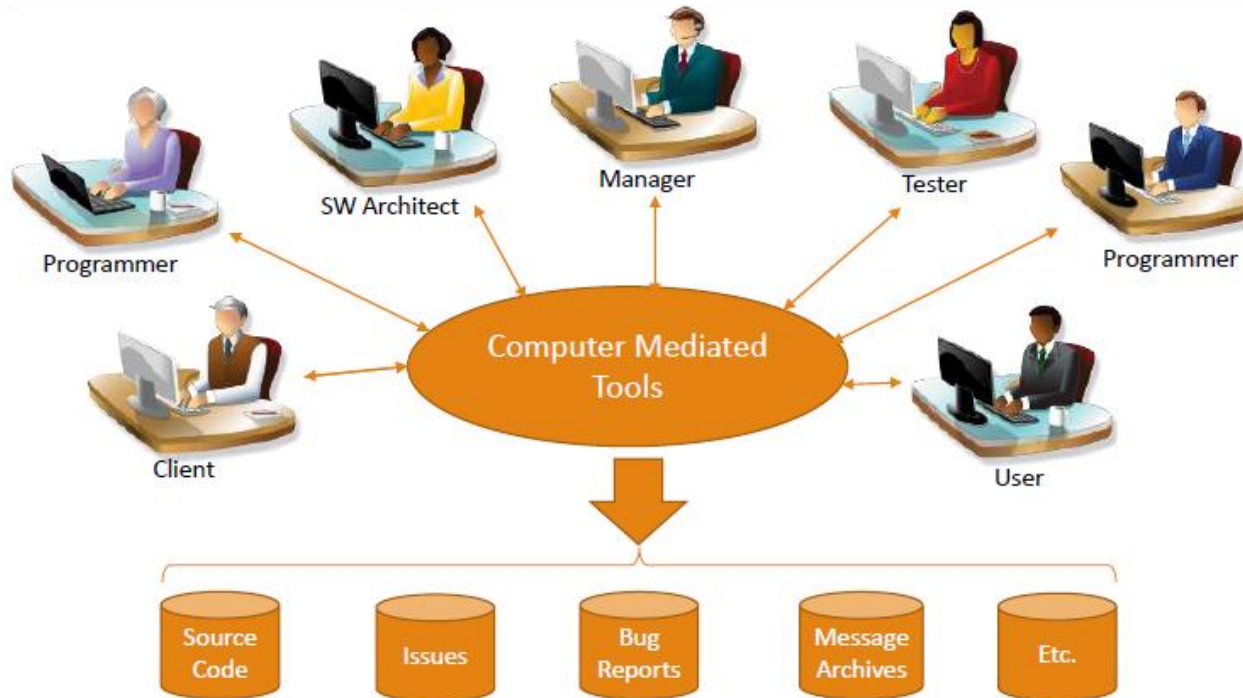 Manager
Tester
SW Architect
Programmer
Programmer
Computer Mediated
Tools
Client
User
Source
Code
Issues
Bug
Reports
Message
Archives
Etc.